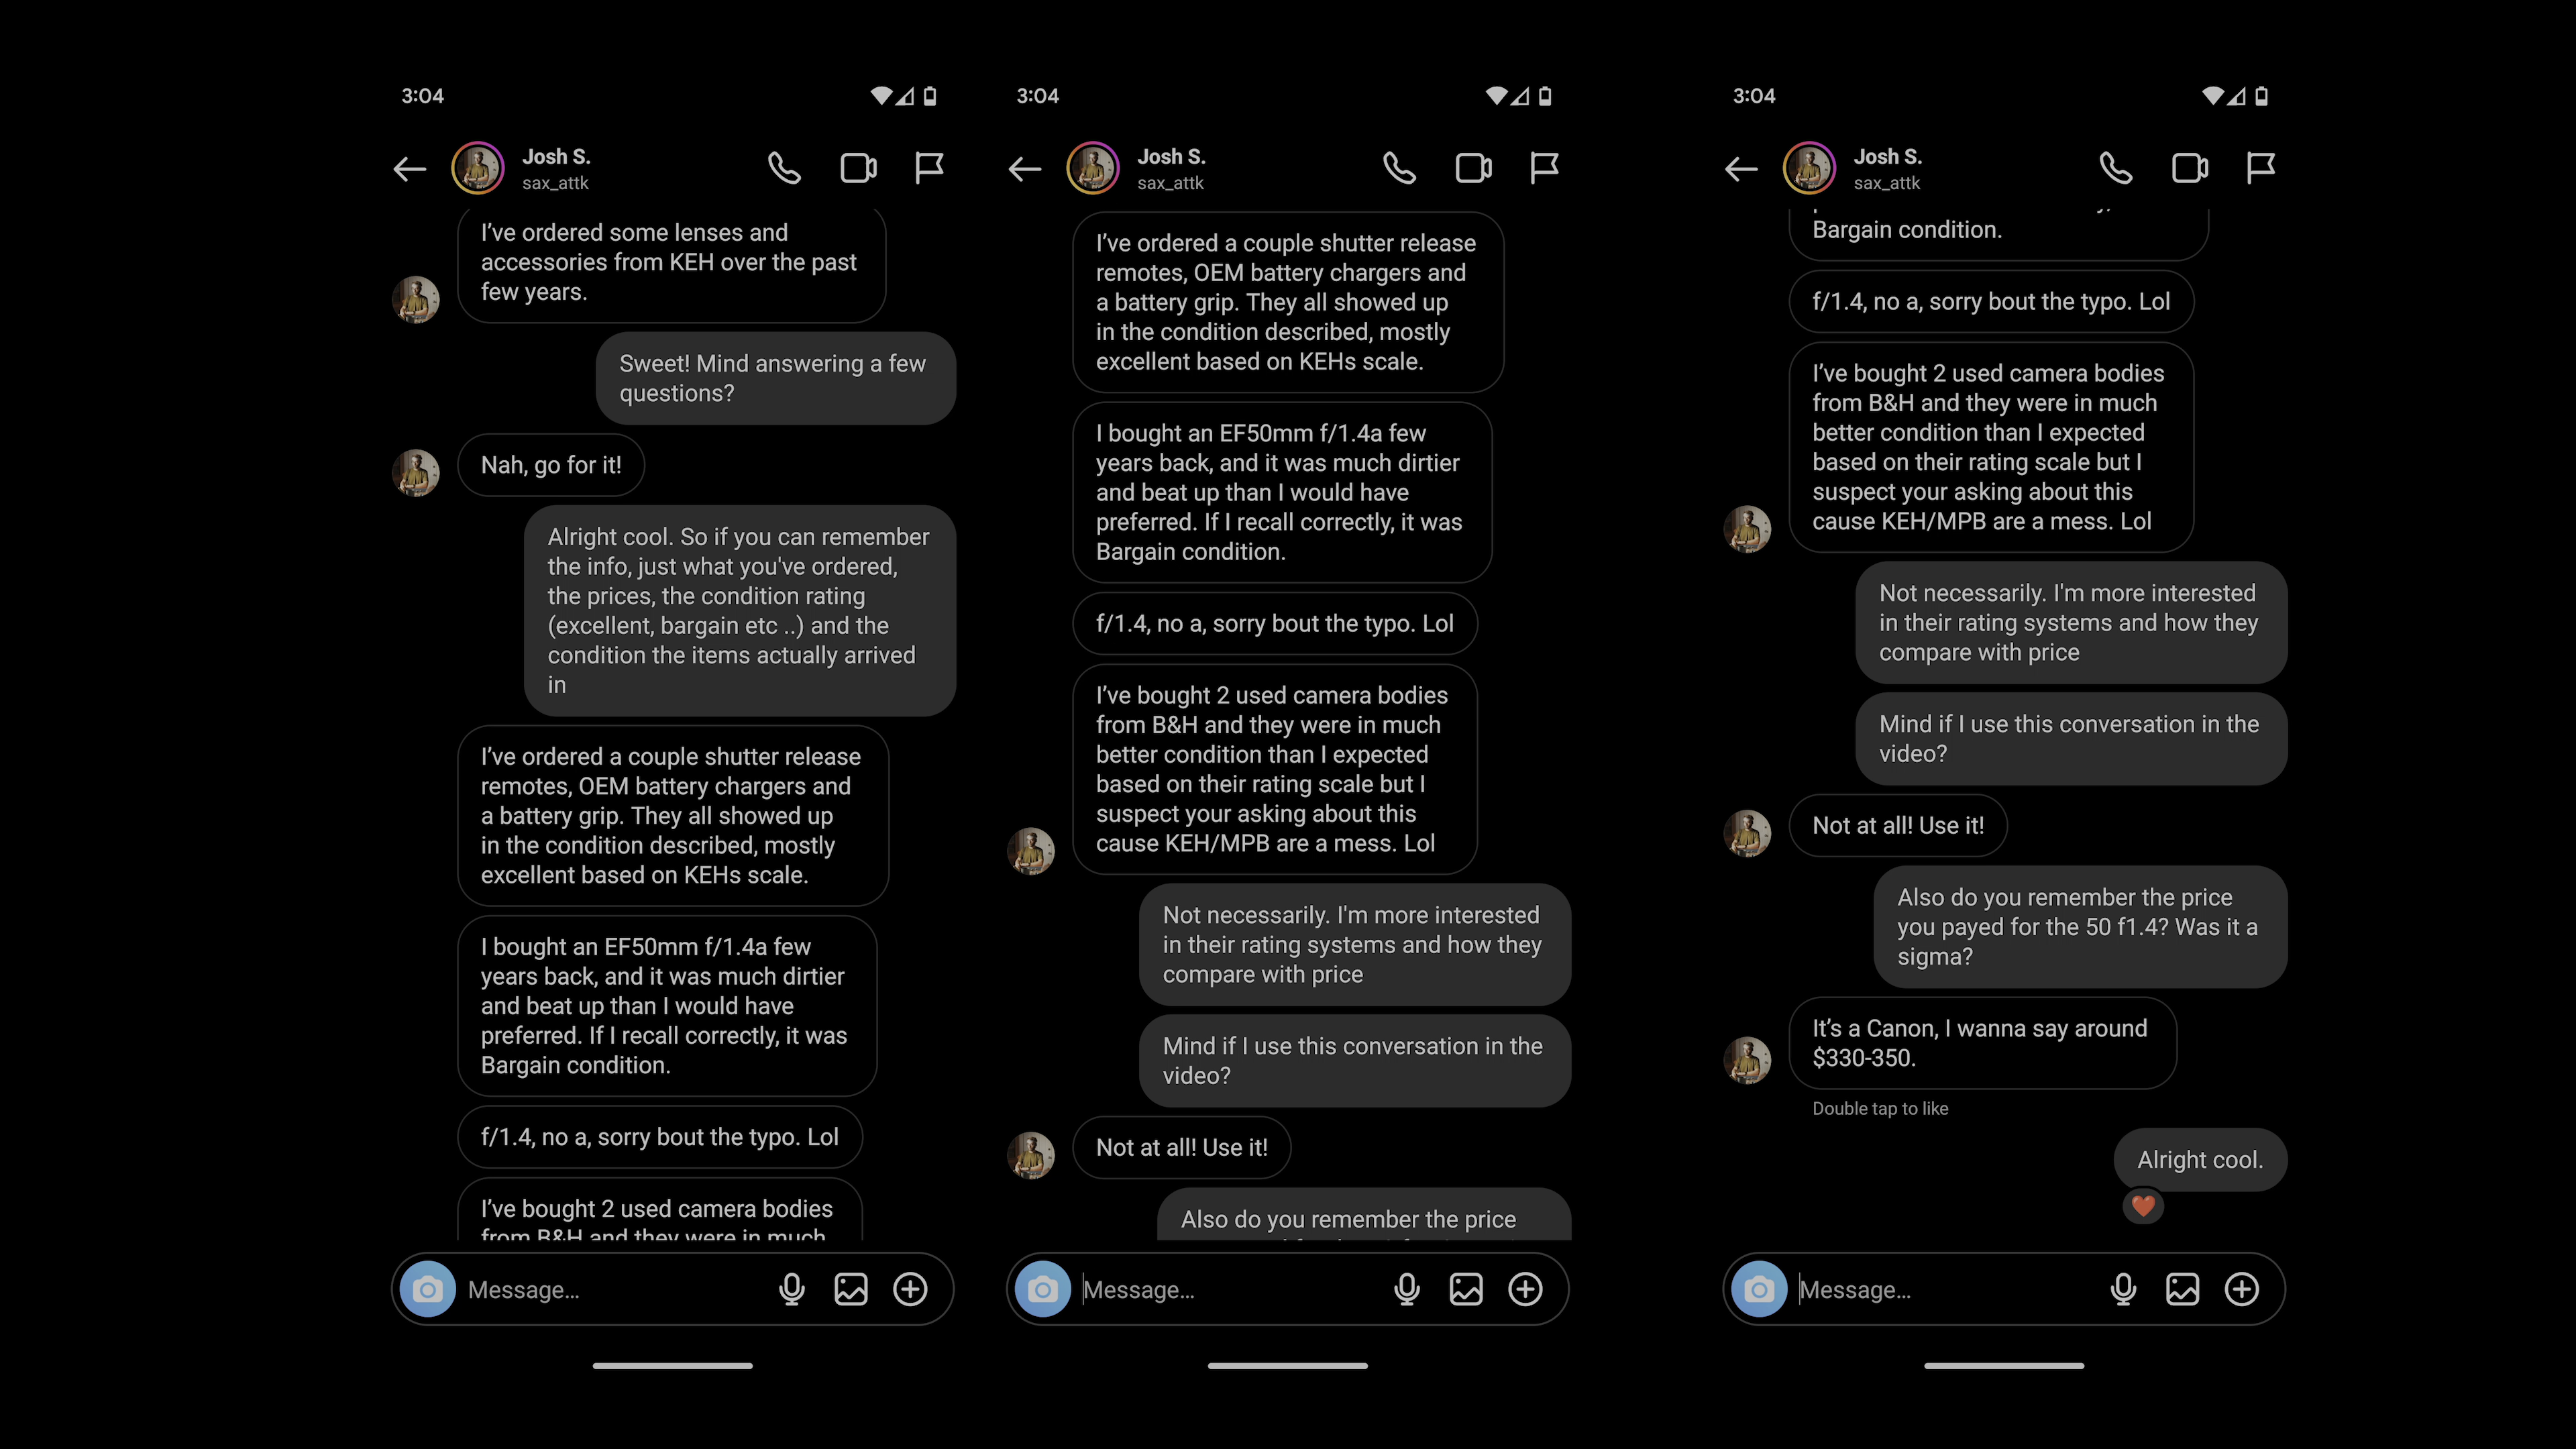 3:04
Josh S.
sax_attk
I've ordered some lenses and
accessories from KEH over the past
few years.
Sweet! Mind answering a few
questions?
Nah, go for it!
Alright cool. So if you can remember
the info, just what you've ordered,
the prices, the condition rating
(excellent, bargain etc ..) and the
condition the items actually arrived
in
I've ordered a couple shutter release
remotes, OEM battery chargers and
a battery grip. They all showed up
in the condition described, mostly
excellent based on KEHs scale.
I bought an EF50mm f/1.4a few
years back, and it was much dirtier
and beat up than I would have
preferred. If I recall correctly, it was
Bargain condition.
f/1.4, no a, sorry bout the typo. Lol
I've bought 2 used camera bodies
from B&H and they were in much
Message...
3:04
Josh S.
sax_attk
I've ordered a couple shutter release
remotes, OEM battery chargers and
a battery grip. They all showed up
in the condition described, mostly
excellent based on KEHs scale.
I bought an EF50mm f/1.4a few
years back, and it was much dirtier
and beat up than I would have
preferred. If I recall correctly, it was
Bargain condition.
f/1.4, no a, sorry bout the typo. Lol
I've bought 2 used camera bodies
from B&H and they were in much
better condition than I expected
based on their rating scale but I
suspect your asking about this
cause KEH/MPB are a mess. Lol
Not necessarily. I'm more interested
in their rating systems and how they
compare with price
Mind if I use this conversation in the
video?
Not at all! Use it!
Also do you remember the price
Message...
3:04
Josh S.
sax_attk
Bargain condition.
f/1.4, no a, sorry bout the typo. Lol
I've bought 2 used camera bodies
from B&H and they were in much
better condition than I expected
based on their rating scale but I
suspect your asking about this
cause KEH/MPB are a mess. Lol
Not necessarily. I'm more interested
in their rating systems and how they
compare with price
Mind if I use this conversation in the
video?
Not at all! Use it!
Also do you remember the price
you payed for the 50 f1.4? Was it a
sigma?
It's a Canon, I wanna say around
$330-350.
Double tap to like
Alright cool.
Message...